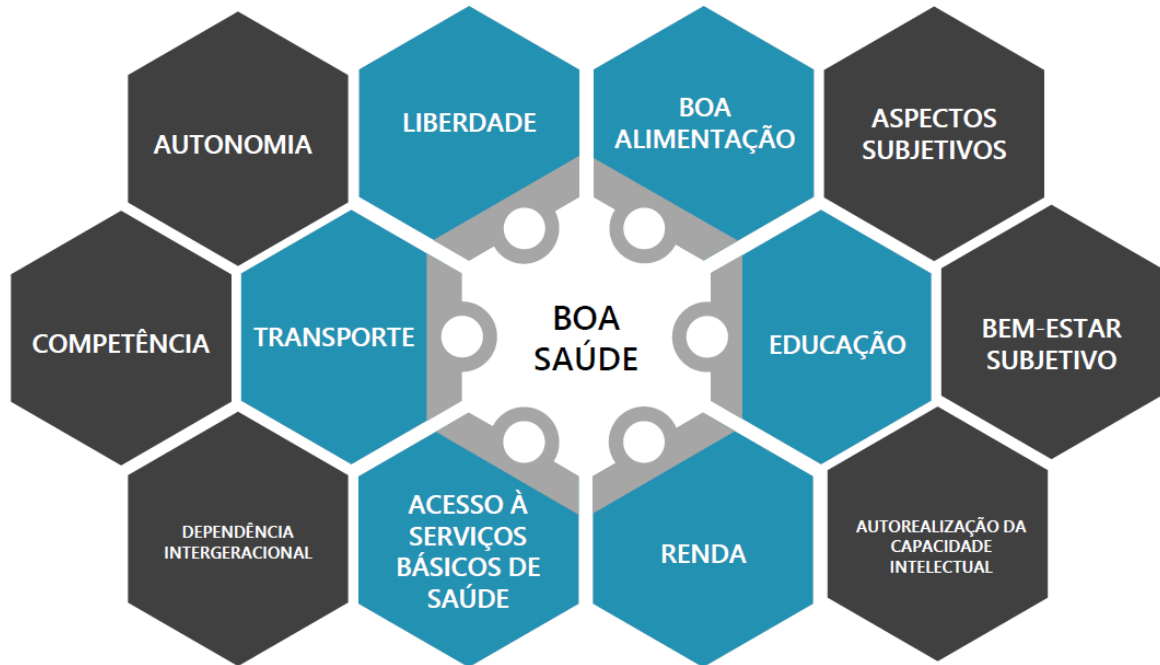 AUTONOMIA
LIBERDADE
BOA
ALIMENTAÇÃO
ASPECTOS
SUBJETIVOS
COMPETÊNCIA
TRANSPORTE
BOA
SAÚDE
EDUCAÇÃO
BEM-ESTAR
SUBJETIVO
DEPENDÊNCIA
INTERGERACIONAL
ACESSO À
SERVIÇOS
BÁSICOS DE
SAÚDE
RENDA
AUTOREALIZAÇÃO DA
CAPACIDADE
INTELECTUAL